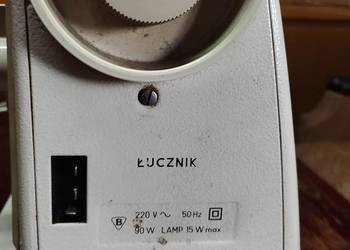 ŁUCZNIK
B 220 V ~ 50 Hz
90 W LAMP 15 W max